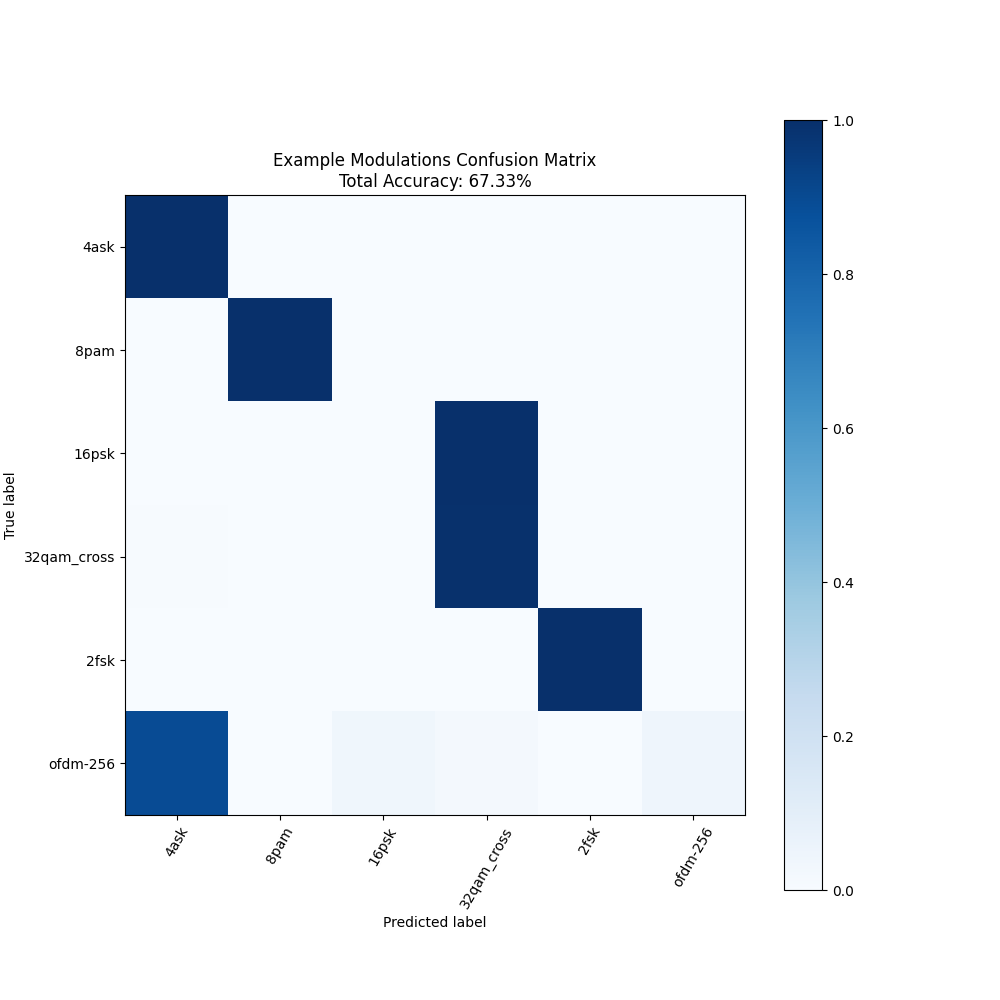 Example Modulations Confusion Matrix
Total Accuracy: 67.33%
True label
4ask
8pam
16psk
32qam_cross
2fsk
ofdm-256
4ask
8pam
16psk
32qam_cross
2fsk
ofdm-256
Predicted label
1.0
0.8
0.6
0.4
0.2
0.0